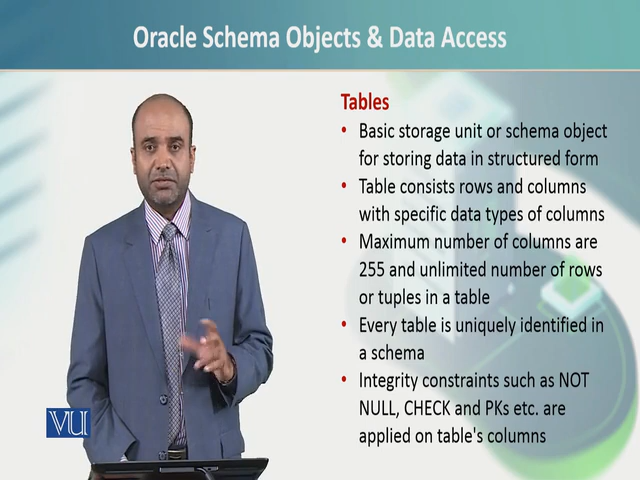 Oracle Schema Objects & Data Access
Tables
• Basic storage unit or schema object
for storing data in structured form
• Table consists rows and columns
with specific data types of columns
• Maximum number of columns are
255 and unlimited number of rows
or tuples in a table
• Every table is uniquely identified in
a schema
• Integrity constraints such as NOT
NULL, CHECK and PKs etc. are
applied on table's columns
VU